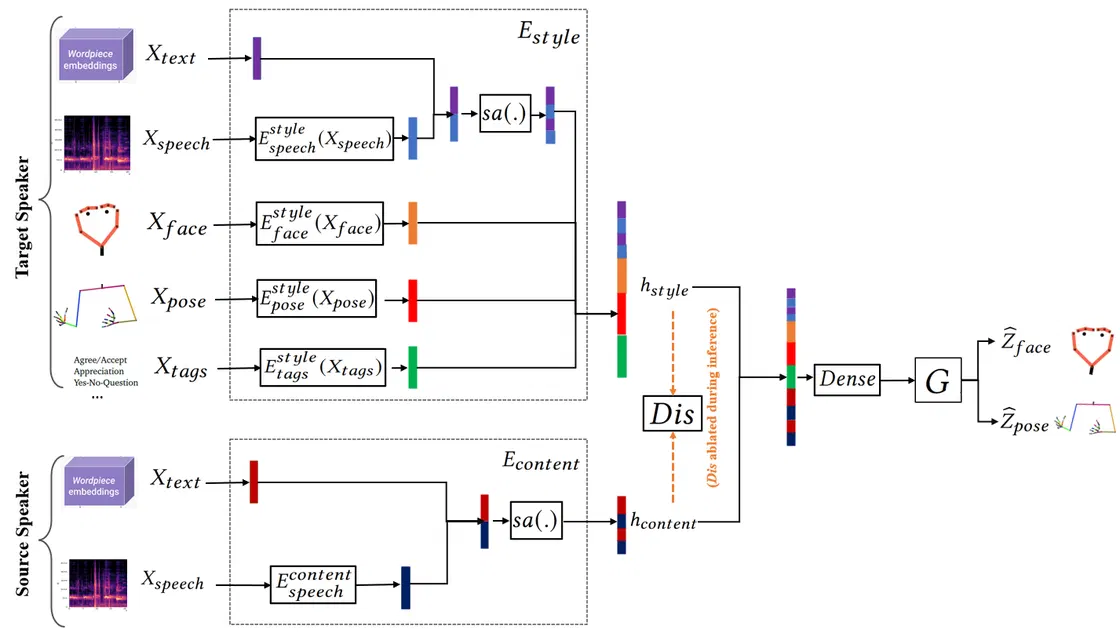 Target Speaker
Wordpiece
embeddings
X_text
X_speech
X_face
X_pose
X_tags
Agree/Accept
Appreciation
Yes-No-Question
...
E_style
E^style_speech(X_speech)
sa(.)
E^style_face(X_face)
E^style_pose(X_pose)
E^style_tags(X_tags)
h_style
Dis
(Dis ablated during inference)
Dense
G
Ẑ_face
Ẑ_pose
Source Speaker
Wordpiece
embeddings
X_text
X_speech
E_content
E^content_speech
sa(.)
h_content